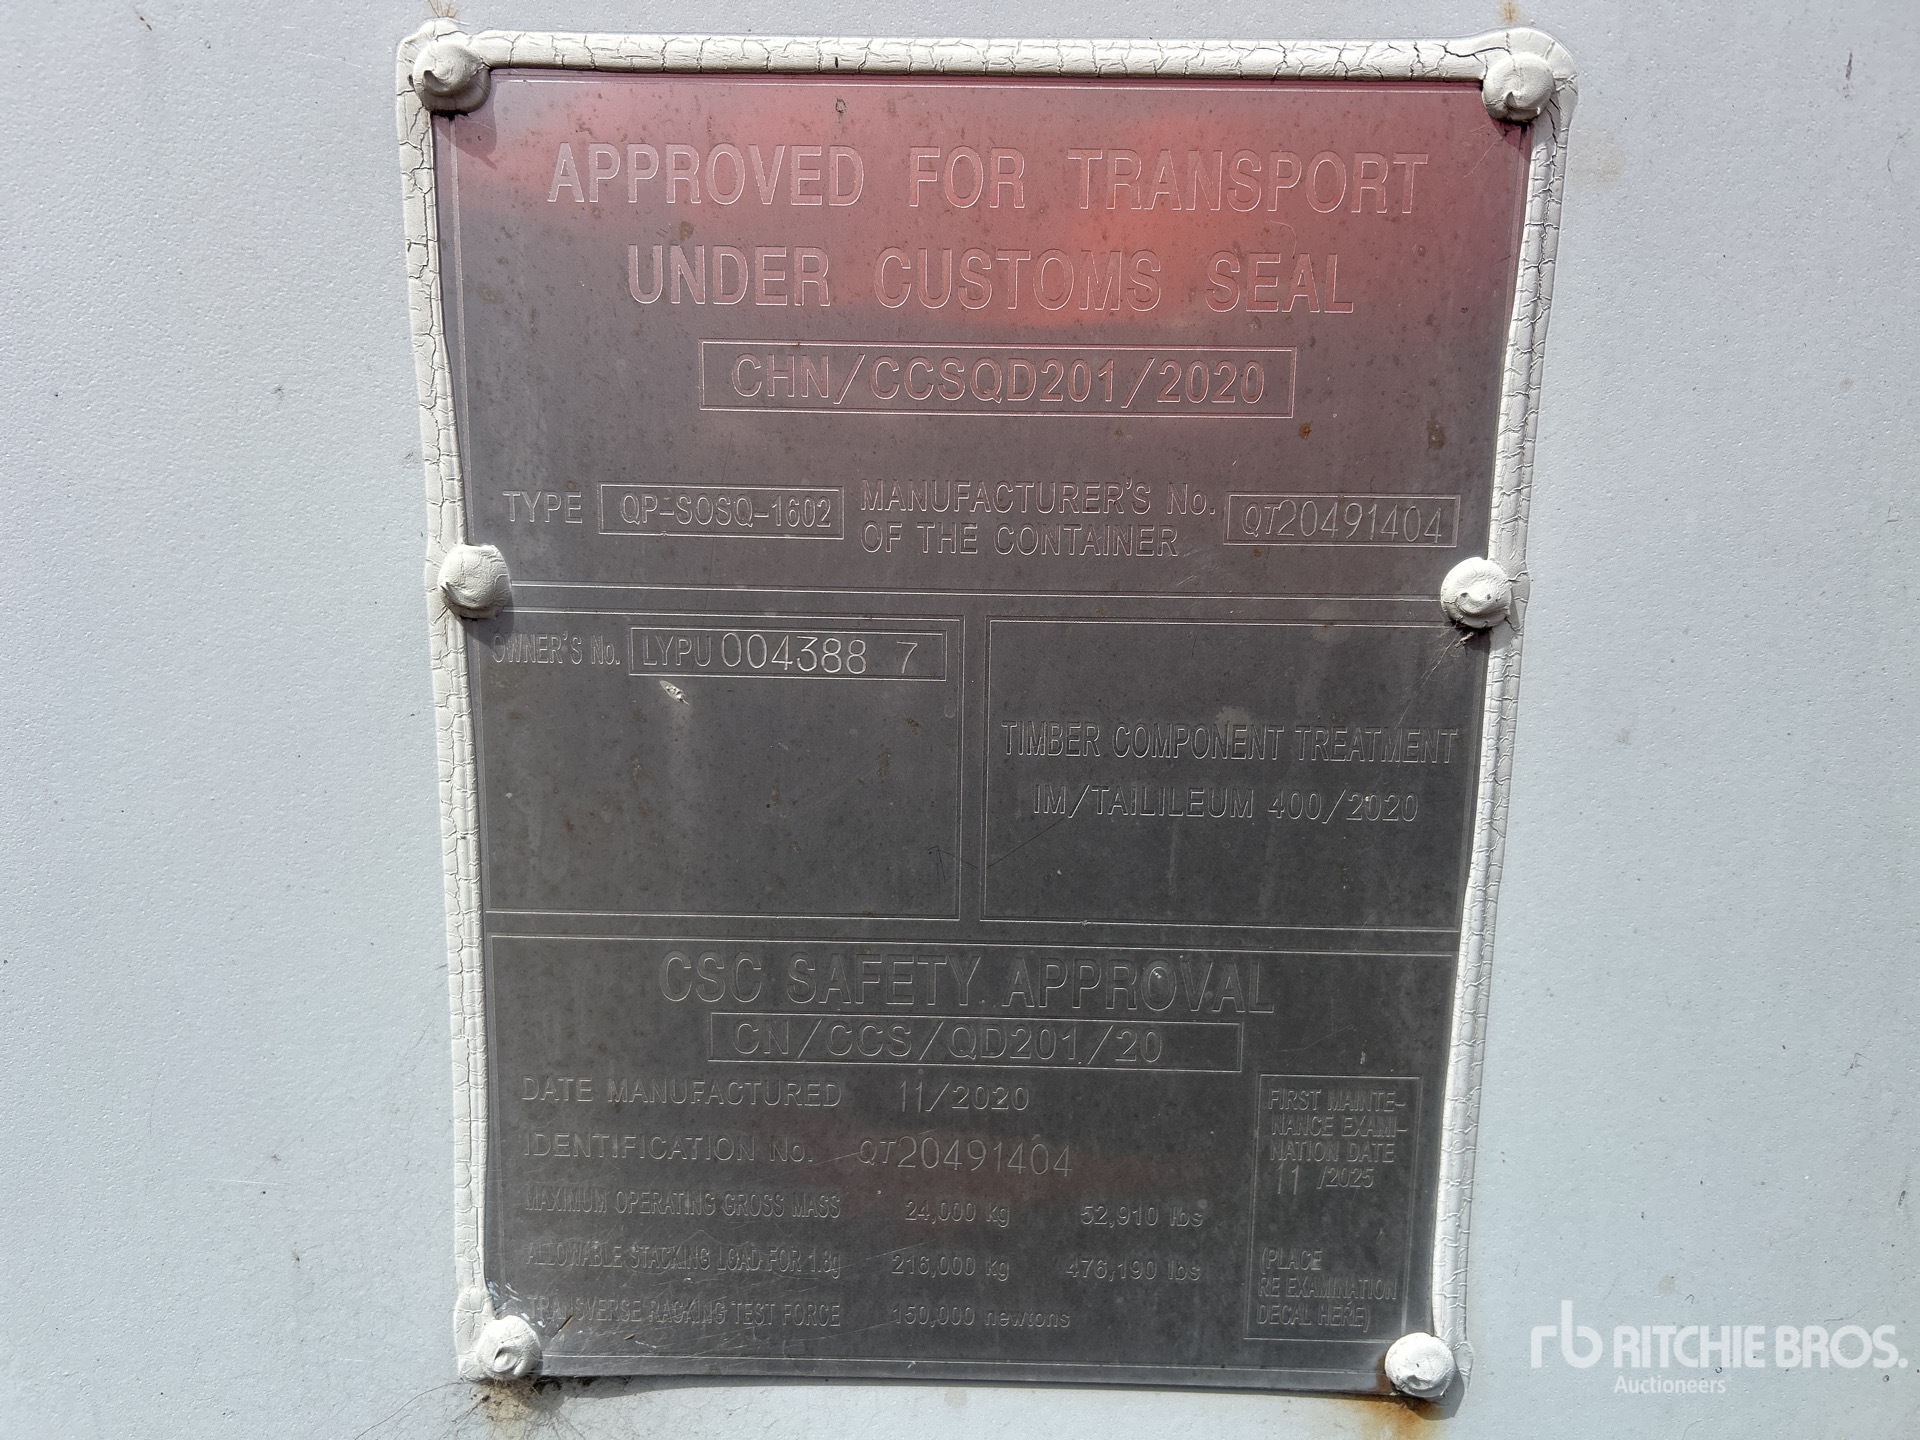 APPROVED FOR TRANSPORT
UNDER CUSTOMS SEAL
CHN/CCSQD201/2020
TYPE QP-SOSQ-1602 MANUFACTURER'S No. OF THE CONTAINER QT20491404
OWNER'S No. LYPU 004388 7
TIMBER COMPONENT TREATMENT
IM/TAILILEUM 400/2020
CSC SAFETY APPROVAL
CN/CCS/QD201/20
DATE MANUFACTURED 11/2020
IDENTIFICATION No. QT20491404
MAXIMUM OPERATING GROSS MASS 24,000 kg 52,910 lbs
ALLOWABLE STACKING LOAD FOR 1.8g 216,000 kg 476,190 lbs
TRANSVERSE RACKING TEST FORCE 150,000 newtons
FIRST MAINTE-
NANCE EXAMI-
NATION DATE
11 /2025
(PLACE
RE EXAMINATION
DECAL HERE)
rb RITCHIE BROS.
Auctioneers